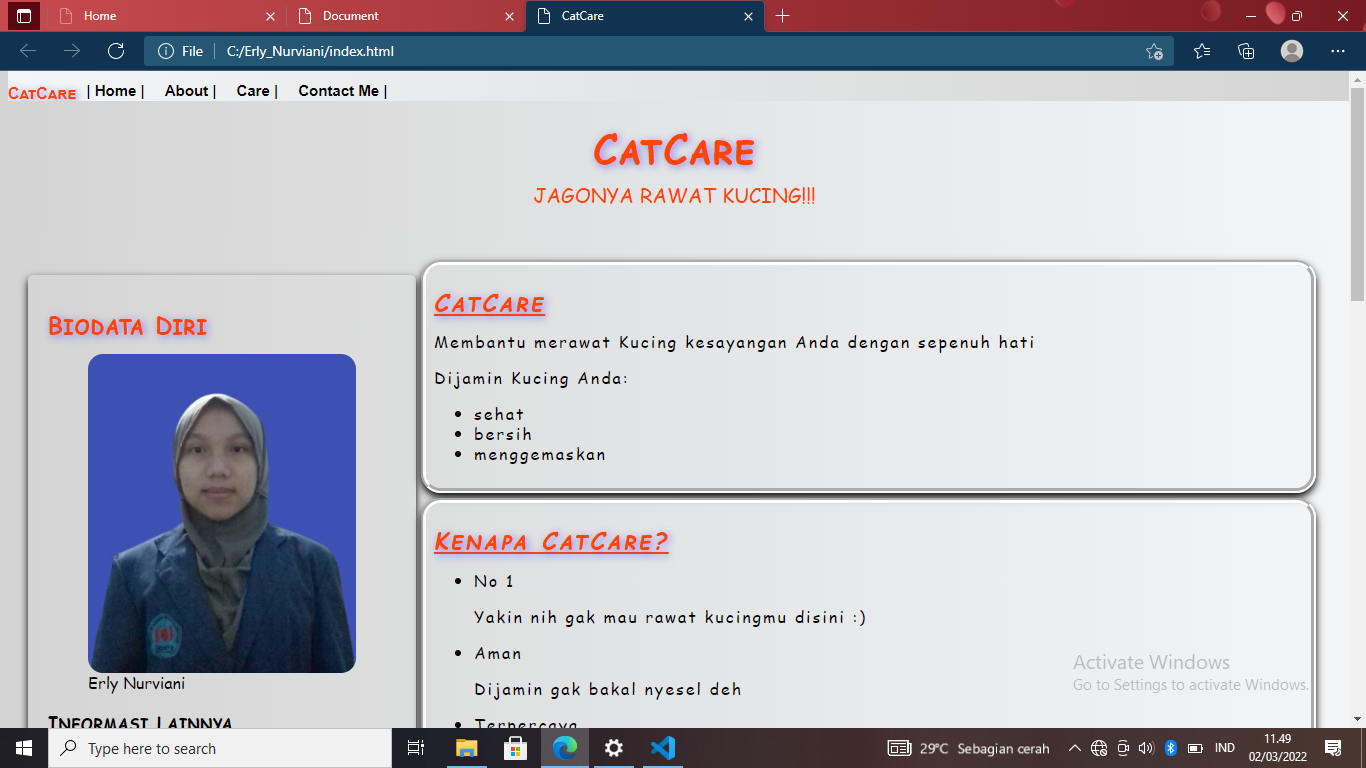 Home
Document
CatCare
File
C:/Erly_Nurviani/index.html
CatCare | Home | About | Care | Contact Me |
CatCare
JAGONYA RAWAT KUCING!!!
Biodata Diri
Erly Nurviani
Informasi Lainnya
CatCare
Membantu merawat Kucing kesayangan Anda dengan sepenuh hati
Dijamin Kucing Anda:
sehat
bersih
menggemaskan
Kenapa CatCare?
No 1
Yakin nih gak mau rawat kucingmu disini :)
Aman
Dijamin gak bakal nyesel deh
Terpercaya
Activate Windows
Go to Settings to activate Windows.
Type here to search
29°C Sebagian cerah
IND
11.49
02/03/2022